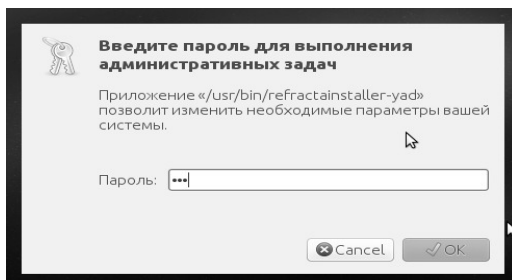 Введите пароль для выполнения
административных задач
Приложение «/usr/bin/refractainstaller-yad»
позволит изменить необходимые параметры вашей
системы.
Пароль: •••
Cancel OK